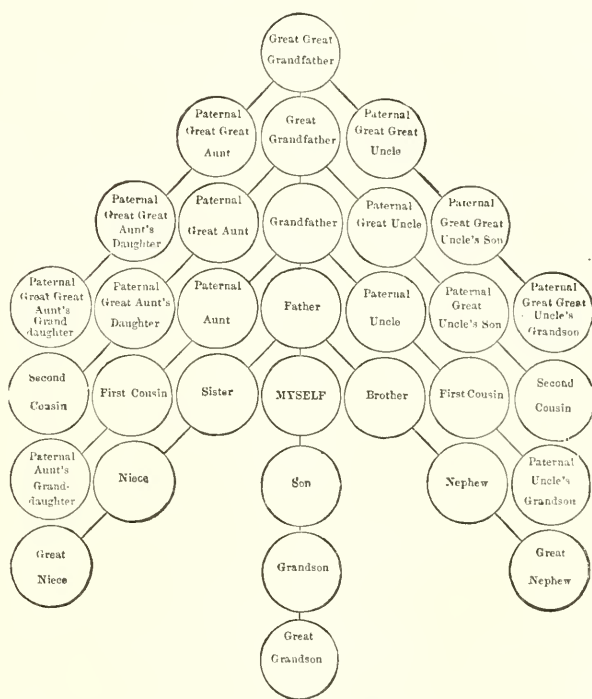 Great Great
Grandfather
Paternal
Great Great
Aunt
Great
Grandfather
Paternal
Great Great
Uncle
Paternal
Great Great
Aunt's
Daughter
Paternal
Great Aunt
Grandfather
Paternal
Great Uncle
Paternal
Great Great
Uncle's Son
Paternal
Great Great
Aunt's
Grand
daughter
Paternal
Great Aunt's
Daughter
Paternal
Aunt
Father
Paternal
Uncle
Paternal
Great
Uncle's Son
Paternal
Great Great
Uncle's
Grandson
Second
Cousin
First Cousin
Sister
MYSELF
Brother
First Cousin
Second
Cousin
Paternal
Aunt's
Grand-
daughter
Niece
Son
Nephew
Paternal
Uncle's
Grandson
Great
Niece
Grandson
Great
Nephew
Great
Grandson